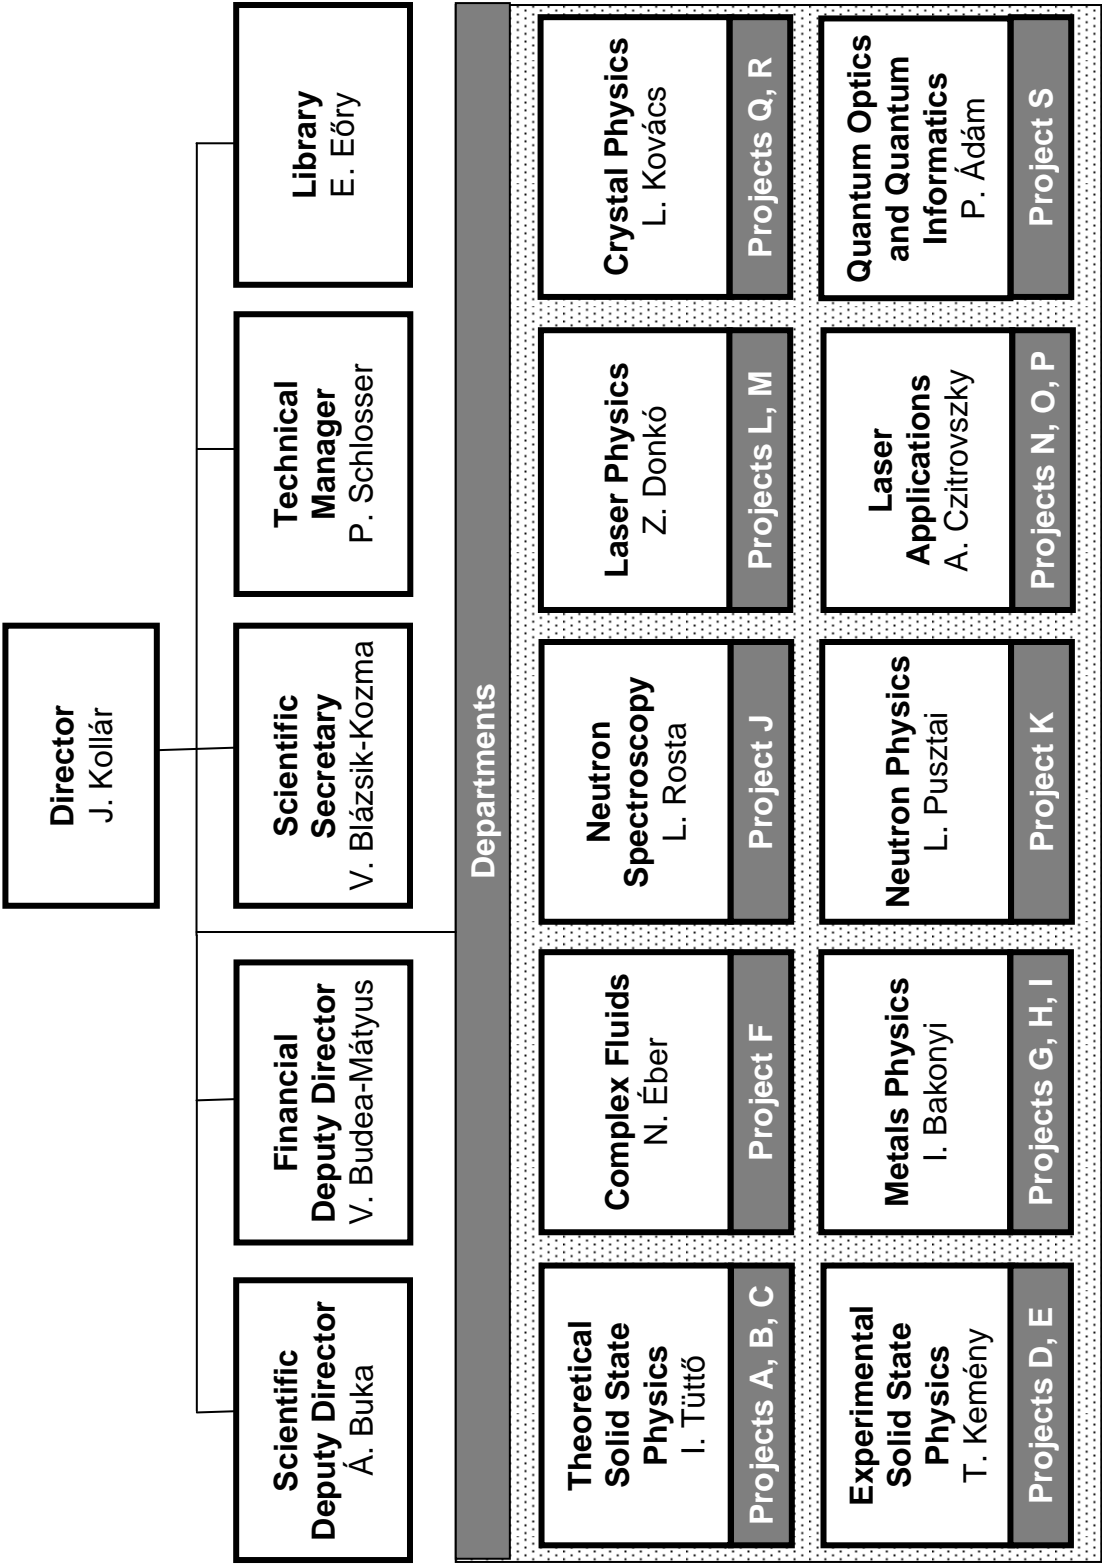 Director
J. Kollár
Scientific
Deputy Director
Á. Buka
Financial
Deputy Director
V. Budea-Mátyus
Scientific
Secretary
V. Blázsik-Kozma
Technical
Manager
P. Schlosser
Library
E. Eőry
Departments
Theoretical
Solid State
Physics
I. Tüttő
Projects A, B, C
Complex Fluids
N. Éber
Project F
Neutron
Spectroscopy
L. Rosta
Project J
Laser Physics
Z. Donkó
Projects L, M
Crystal Physics
L. Kovács
Projects Q, R
Experimental
Solid State
Physics
T. Kemény
Projects D, E
Metals Physics
I. Bakonyi
Projects G, H, I
Neutron Physics
L. Pusztai
Project K
Laser
Applications
A. Czitrovszky
Projects N, O, P
Quantum Optics
and Quantum
Informatics
P. Ádám
Project S